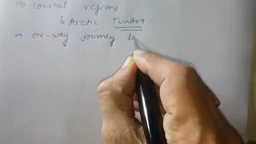 → coastal regions
↳ Arctic Tundra.
→ one-way journey